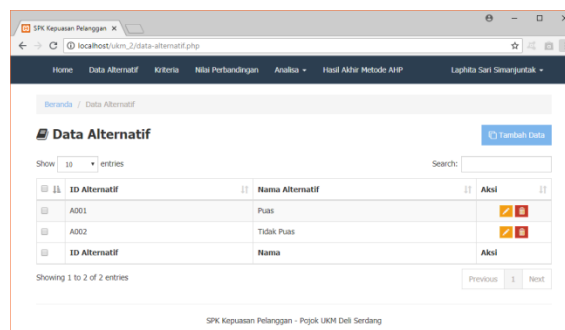 SPK Kepuasan Pelanggan
localhost/ukm_2/data-alternatif.php
Home Data Alternatif Kriteria Nilai Perbandingan Analisa Hasil Akhir Metode AHP Laphita Sari Simanjuntak
Beranda / Data Alternatif
Data Alternatif
Tambah Data
Show 10 entries Search:
ID Alternatif Nama Alternatif Aksi
A001 Puas
A002 Tidak Puas
ID Alternatif Nama Aksi
Showing 1 to 2 of 2 entries Previous 1 Next
SPK Kepuasan Pelanggan - Pojok UKM Deli Serdang